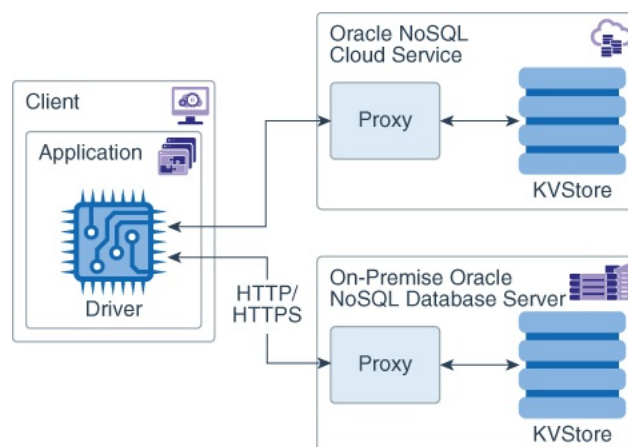 Oracle NoSQL
Cloud Service
Proxy
KVStore
Client
Application
Driver
HTTP/
HTTPS
On-Premise Oracle
NoSQL Database Server
Proxy
KVStore